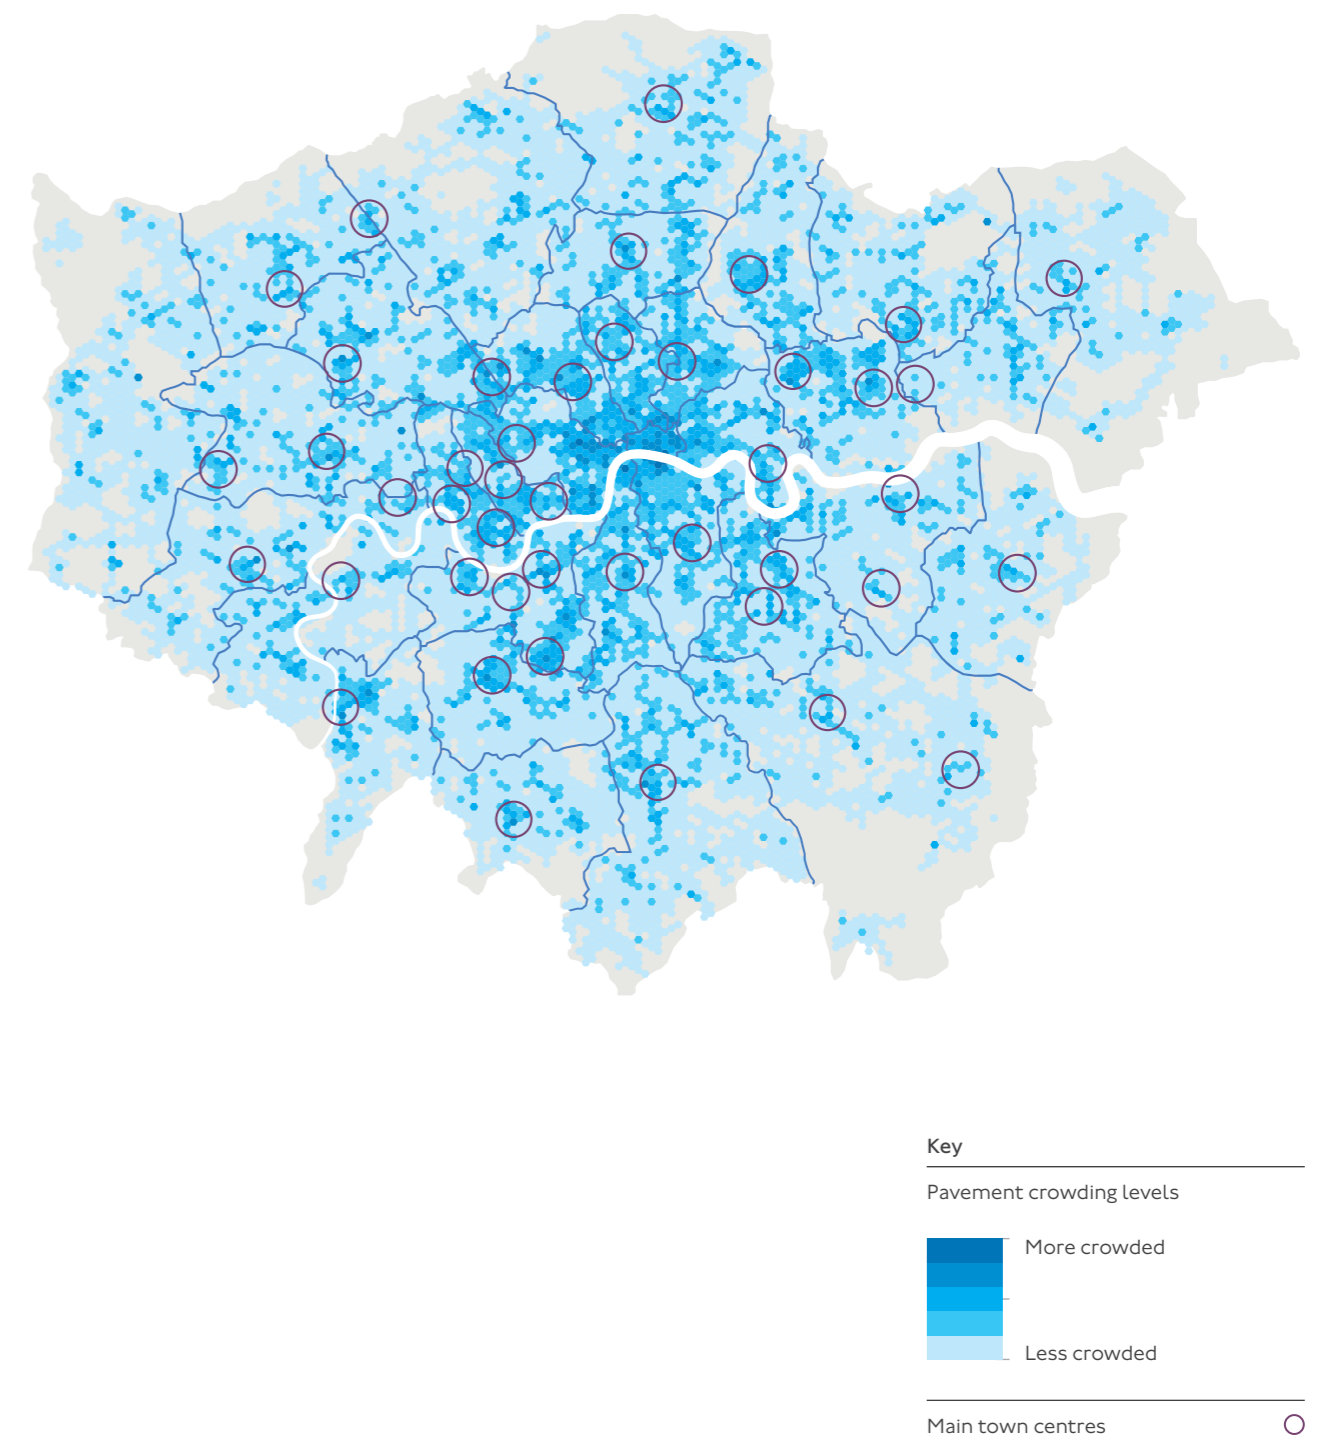 Key
Pavement crowding levels
More crowded
Less crowded
Main town centres